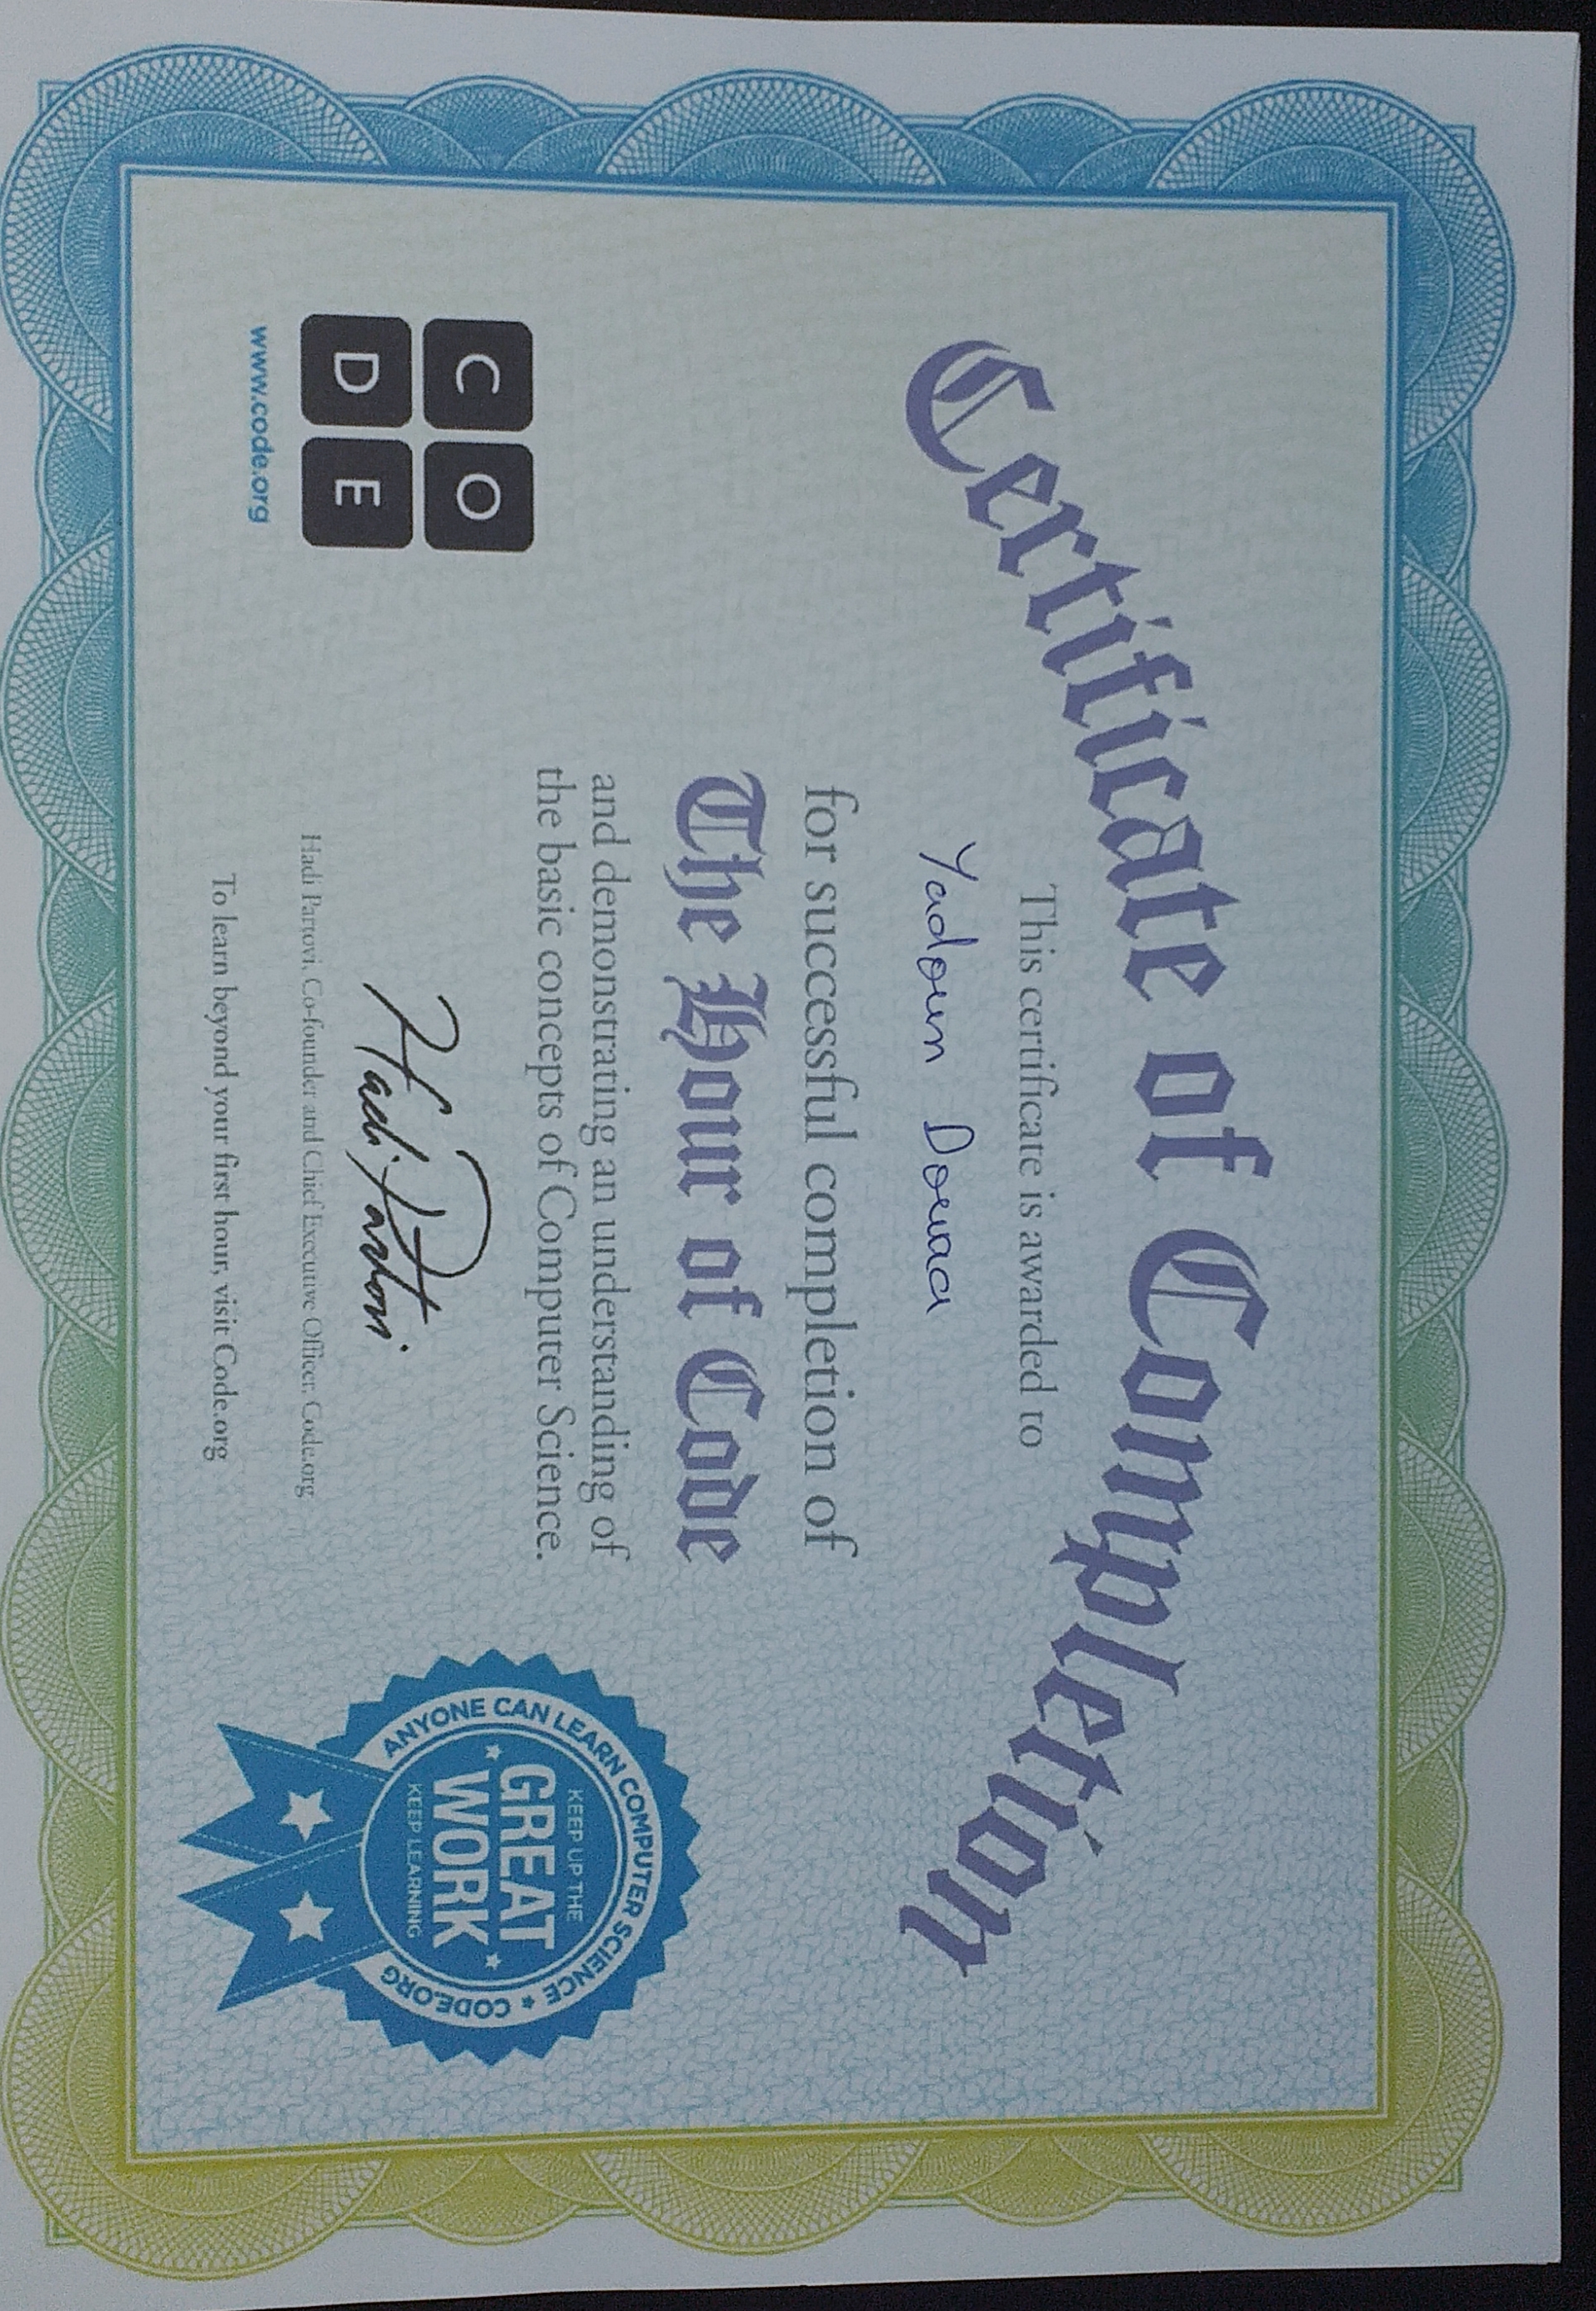 Certificate of Completion
This certificate is awarded to
Yadoun Douaa
for successful completion of
The Hour of Code
and demonstrating an understanding of
the basic concepts of Computer Science.
C O
D E
www.code.org
Hadi Partovi
Hadi Partovi, Co-founder and Chief Executive Officer, Code.org
To learn beyond your first hour, visit Code.org
ANYONE CAN LEARN COMPUTER SCIENCE ★ CODE.ORG
KEEP UP THE
GREAT
WORK
KEEP LEARNING